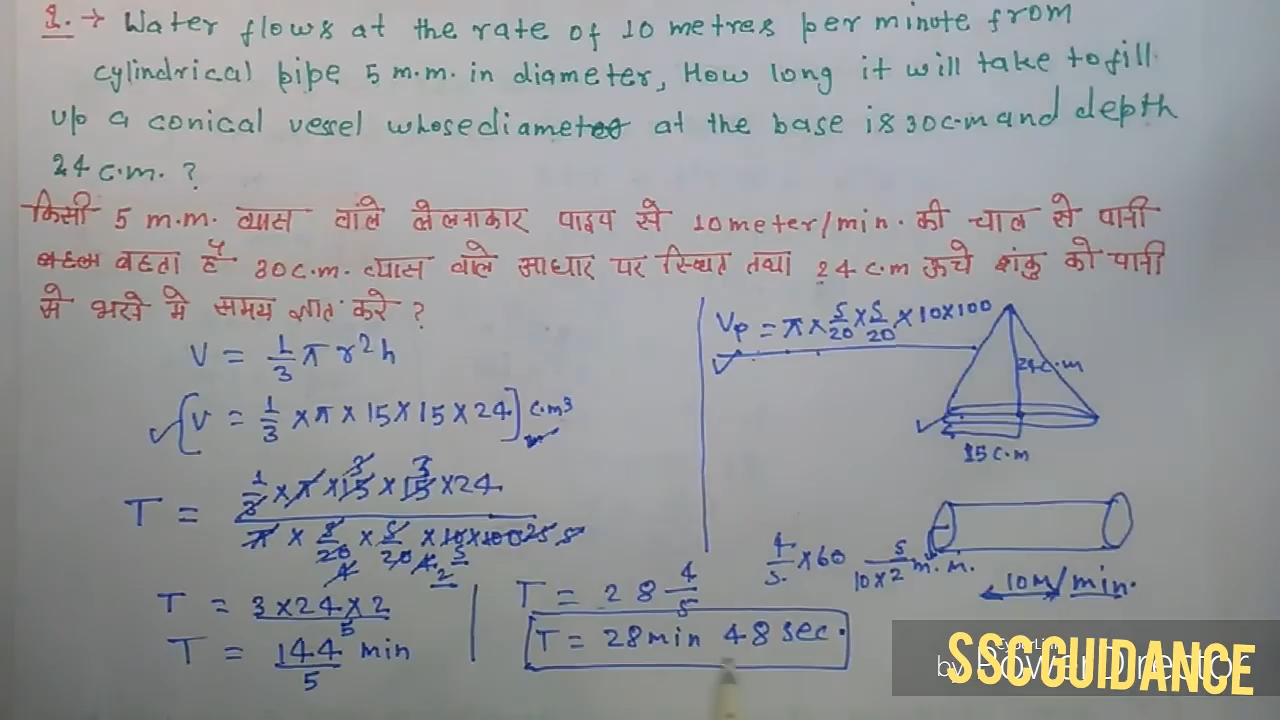 1. → Water flows at the rate of 10 metres per minute from
cylindrical pipe 5 m.m. in diameter, How long it will take to fill
up a conical vessel whose diameter at the base is 30 c.m and depth
24 c.m. ?
किसी 5 m.m. व्यास वाले बेलनाकार पाइप से 10 meter/min. की चाल से पानी
बहता है 30 c.m. व्यास वाले आधार पर स्थित तथा 24 c.m ऊचे शंकु को पानी
से भरने मे समय ज्ञात करे ?
V = 1/3 π r² h
V = 1/3 × π × 15 × 15 × 24 ] c.m³
T = 1/3 × π × 15 × 15 × 24
π × 5/20 × 5/20 × 10 × 100
T = 3 × 24 × 2
5
T = 144/5 min
Vp = π × 5/20 × 5/20 × 10 × 100
24 c.m
15 c.m
4/5 × 60
5/10×2 m.m.
10 M/min.
T = 28 4/5
T = 28 min 48 sec.
SSCGUIDANCE
by PowerDirector